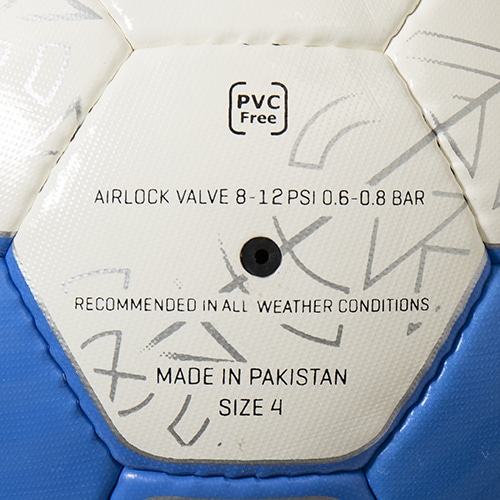 PVC
Free
AIRLOCK VALVE 8-12 PSI 0.6-0.8 BAR
RECOMMENDED IN ALL WEATHER CONDITIONS
MADE IN PAKISTAN
SIZE 4